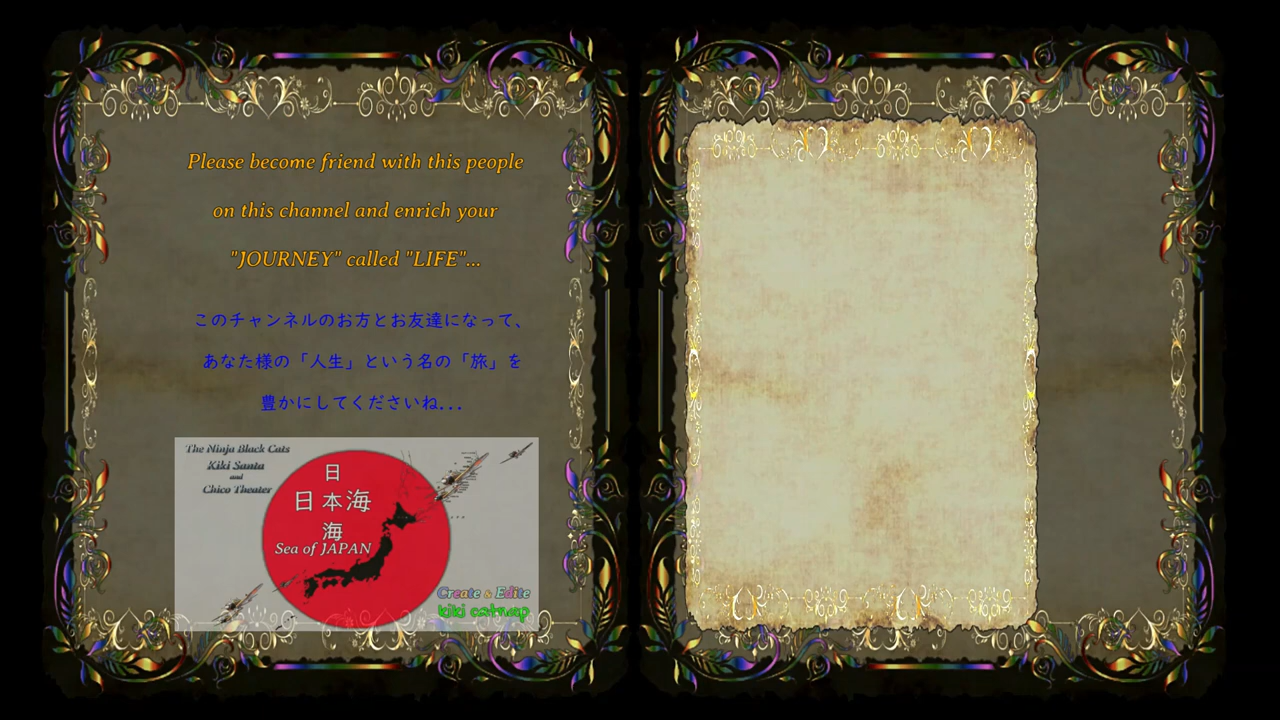 Please become friend with this people
on this channel and enrich your
"JOURNEY" called "LIFE"...
このチャンネルのお方とお友達になって、
あなた様の「人生」という名の「旅」を
豊かにしてくださいね...
The Ninja Black Cats
Kiki Santa
and
Chico Theater
日
日本海
海
Sea of JAPAN
Create & Edite
kiki catnap